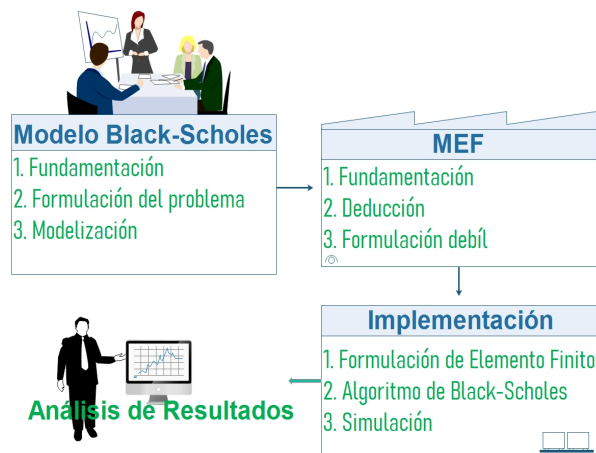 Modelo Black-Scholes
1. Fundamentación
2. Formulación del problema
3. Modelización
MEF
1. Fundamentación
2. Deducción
3. Formulación debíl
Implementación
1. Formulación de Elemento Finito
2. Algoritmo de Black-Scholes
3. Simulación
Análisis de Resultados